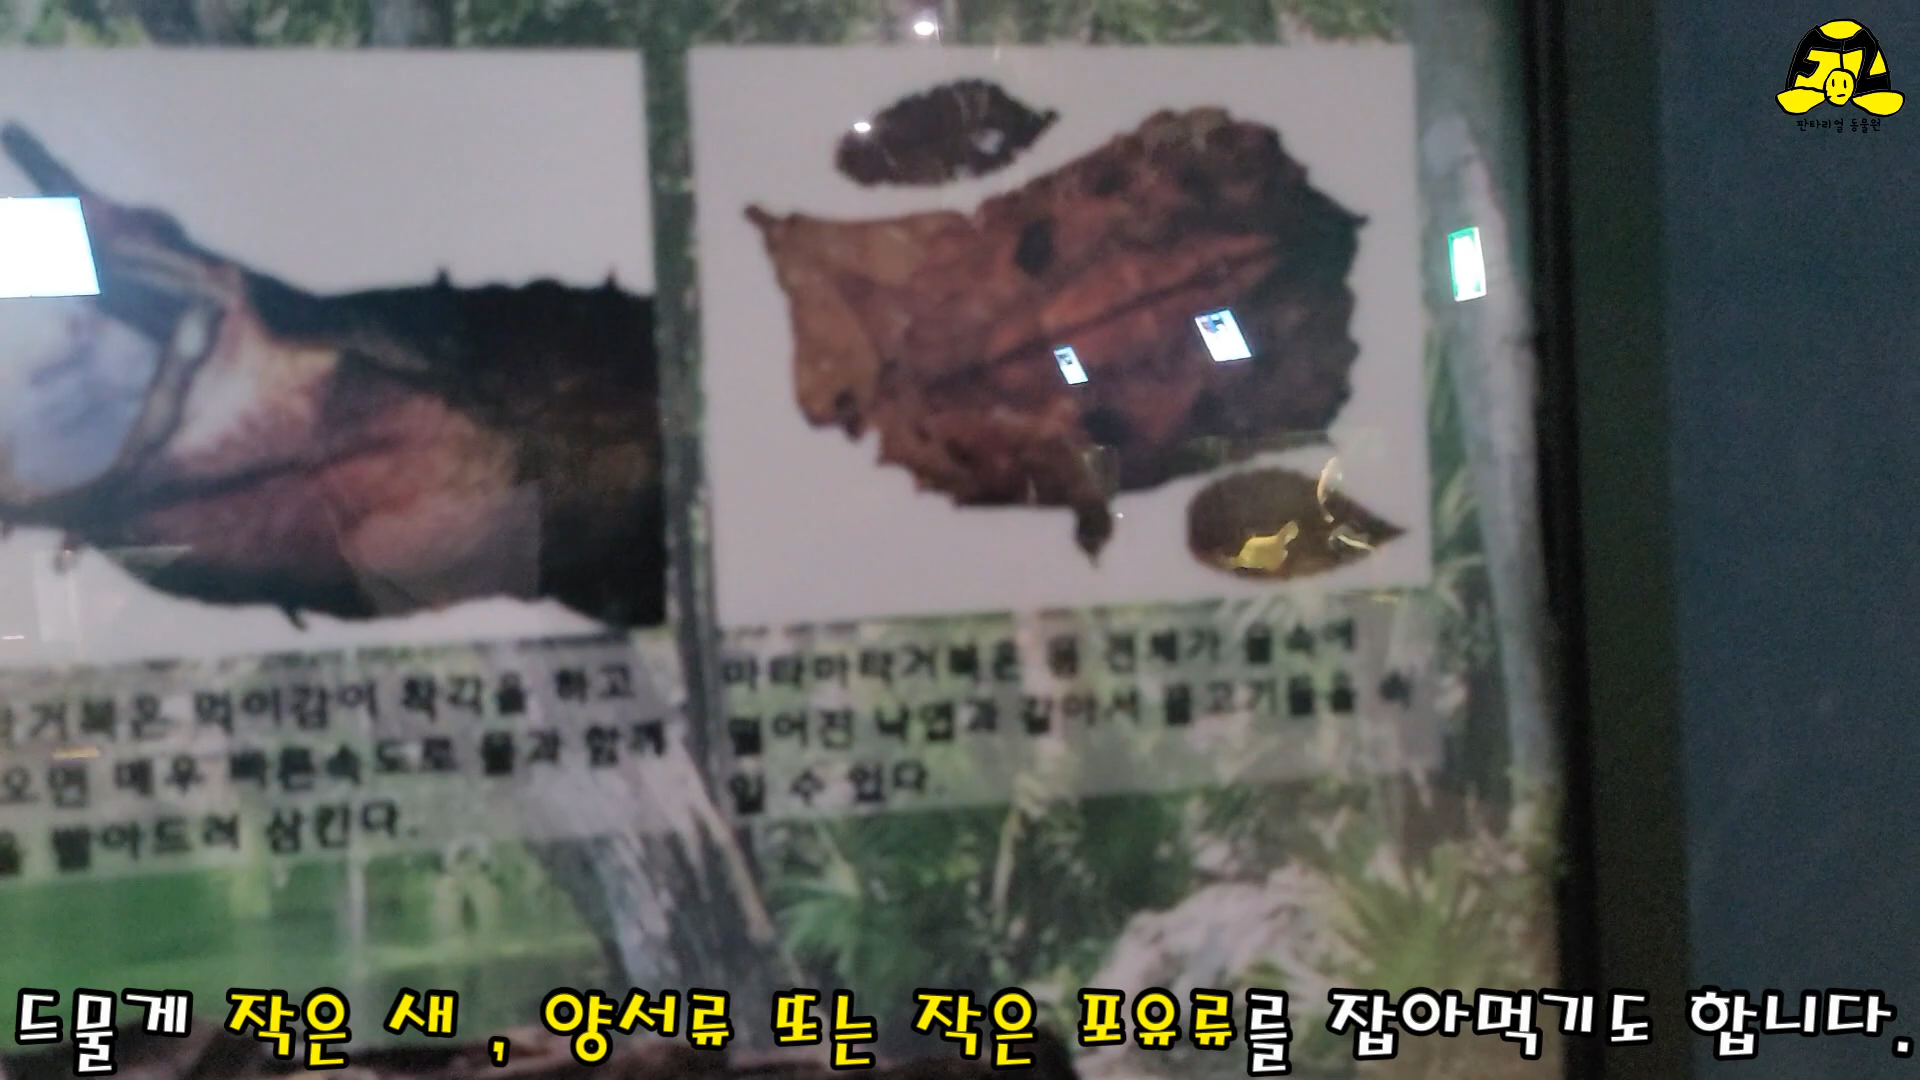 판타리얼 동물원
거북은 먹이감이 착각을 하고
오면 매우 빠른속도로 물과 함께
빨아드려 삼킨다.
마타마타거북은 몸 전체가 물속에
떨어진 낙엽과 같아서 물고기들을 속
일 수 있다.
드물게 작은 새, 양서류 또는 작은 포유류를 잡아먹기도 합니다.